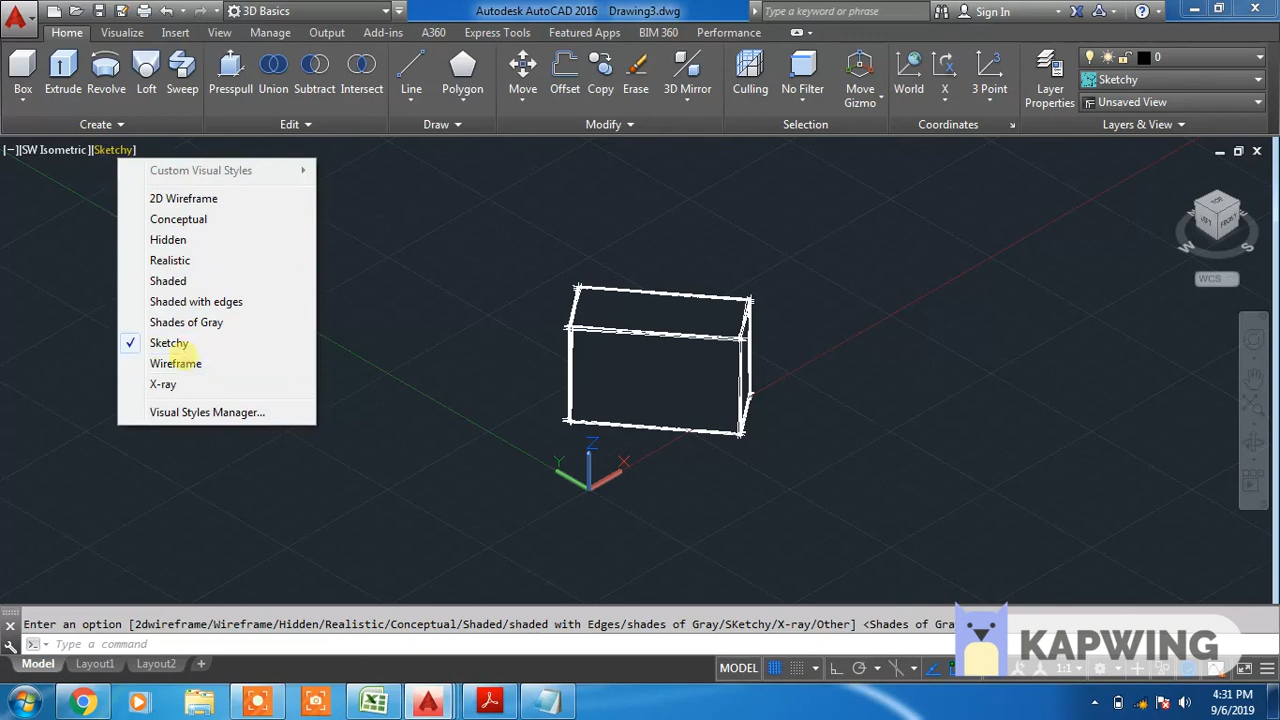 3D Basics
Autodesk AutoCAD 2016 Drawing3.dwg
Type a keyword or phrase
Sign In
Home Visualize Insert View Manage Output Add-ins A360 Express Tools Featured Apps BIM 360 Performance
Box Extrude Revolve Loft Sweep Presspull Union Subtract Intersect Line Polygon Move Offset Copy Erase 3D Mirror Culling No Filter Move Gizmo World X 3 Point Layer Properties
0
Sketchy
Unsaved View
Create Edit Draw Modify Selection Coordinates Layers & View
[−][SW Isometric][Sketchy]
Custom Visual Styles
2D Wireframe
Conceptual
Hidden
Realistic
Shaded
Shaded with edges
Shades of Gray
Sketchy
Wireframe
X-ray
Visual Styles Manager...
TOP
LEFT FRONT
W S
WCS
Z
Y X
Enter an option [2dwireframe/Wireframe/Hidden/Realistic/Conceptual/Shaded/shaded with Edges/shades of Gray/SKetchy/X-ray/Other] <Shades of Gra
Type a command
KAPWING
Model Layout1 Layout2 +
MODEL
1:1
4:31 PM
9/6/2019